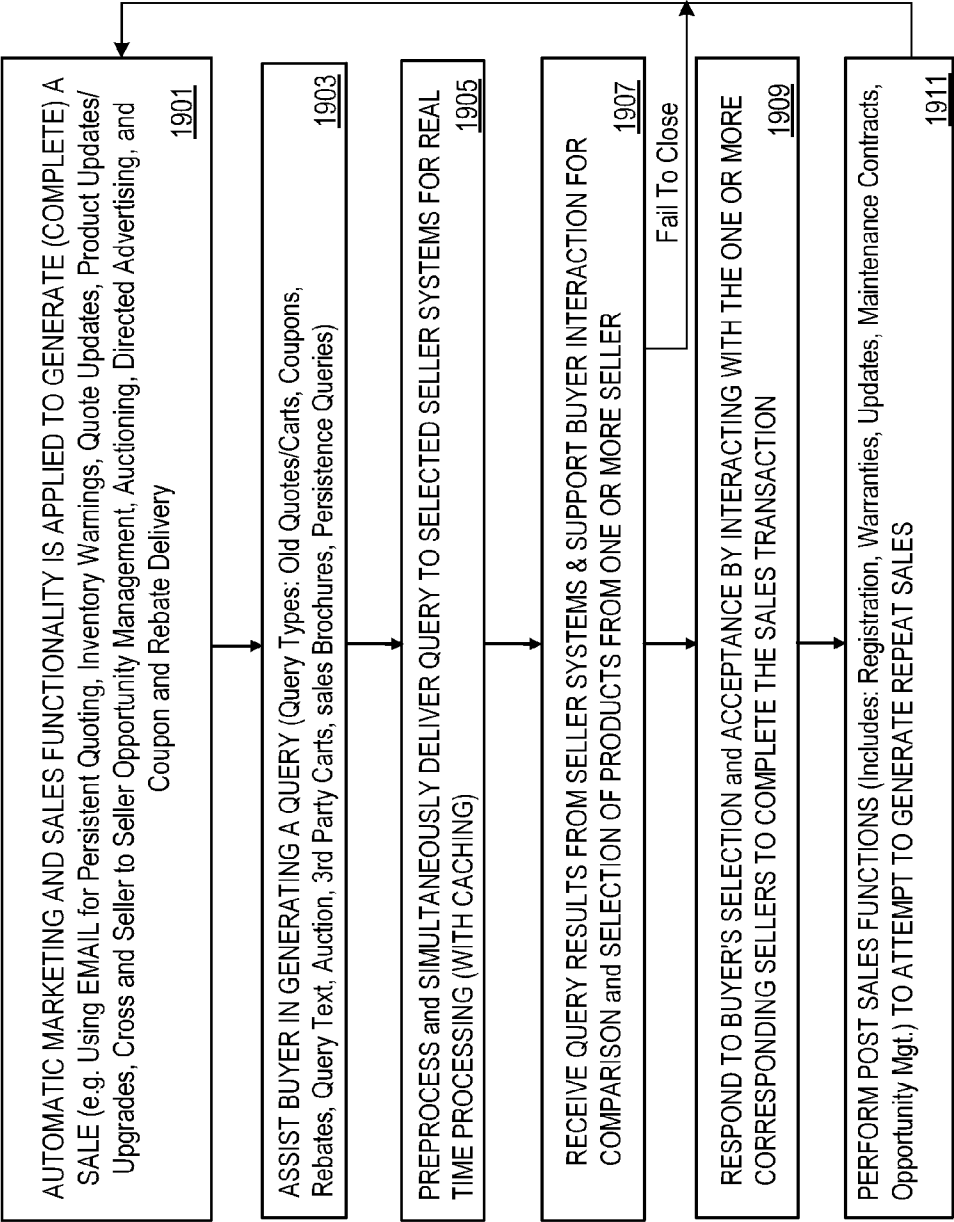 AUTOMATIC MARKETING AND SALES FUNCTIONALITY IS APPLIED TO GENERATE (COMPLETE) A
SALE (e.g. Using EMAIL for Persistent Quoting, Inventory Warnings, Quote Updates, Product Updates/
Upgrades, Cross and Seller to Seller Opportunity Management, Auctioning, Directed Advertising, and
Coupon and Rebate Delivery
1901
ASSIST BUYER IN GENERATING A QUERY (Query Types: Old Quotes/Carts, Coupons,
Rebates, Query Text, Auction, 3rd Party Carts, sales Brochures, Persistence Queries)
1903
PREPROCESS and SIMULTANEOUSLY DELIVER QUERY TO SELECTED SELLER SYSTEMS FOR REAL
TIME PROCESSING (WITH CACHING)
1905
RECEIVE QUERY RESULTS FROM SELLER SYSTEMS & SUPPORT BUYER INTERACTION FOR
COMPARISON and SELECTION OF PRODUCTS FROM ONE OR MORE SELLER
1907
Fail To Close
RESPOND TO BUYER'S SELECTION and ACCEPTANCE BY INTERACTING WITH THE ONE OR MORE
CORRESPONDING SELLERS TO COMPLETE THE SALES TRANSACTION
1909
PERFORM POST SALES FUNCTIONS (Includes: Registration, Warranties, Updates, Maintenance Contracts,
Opportunity Mgt.) TO ATTEMPT TO GENERATE REPEAT SALES
1911